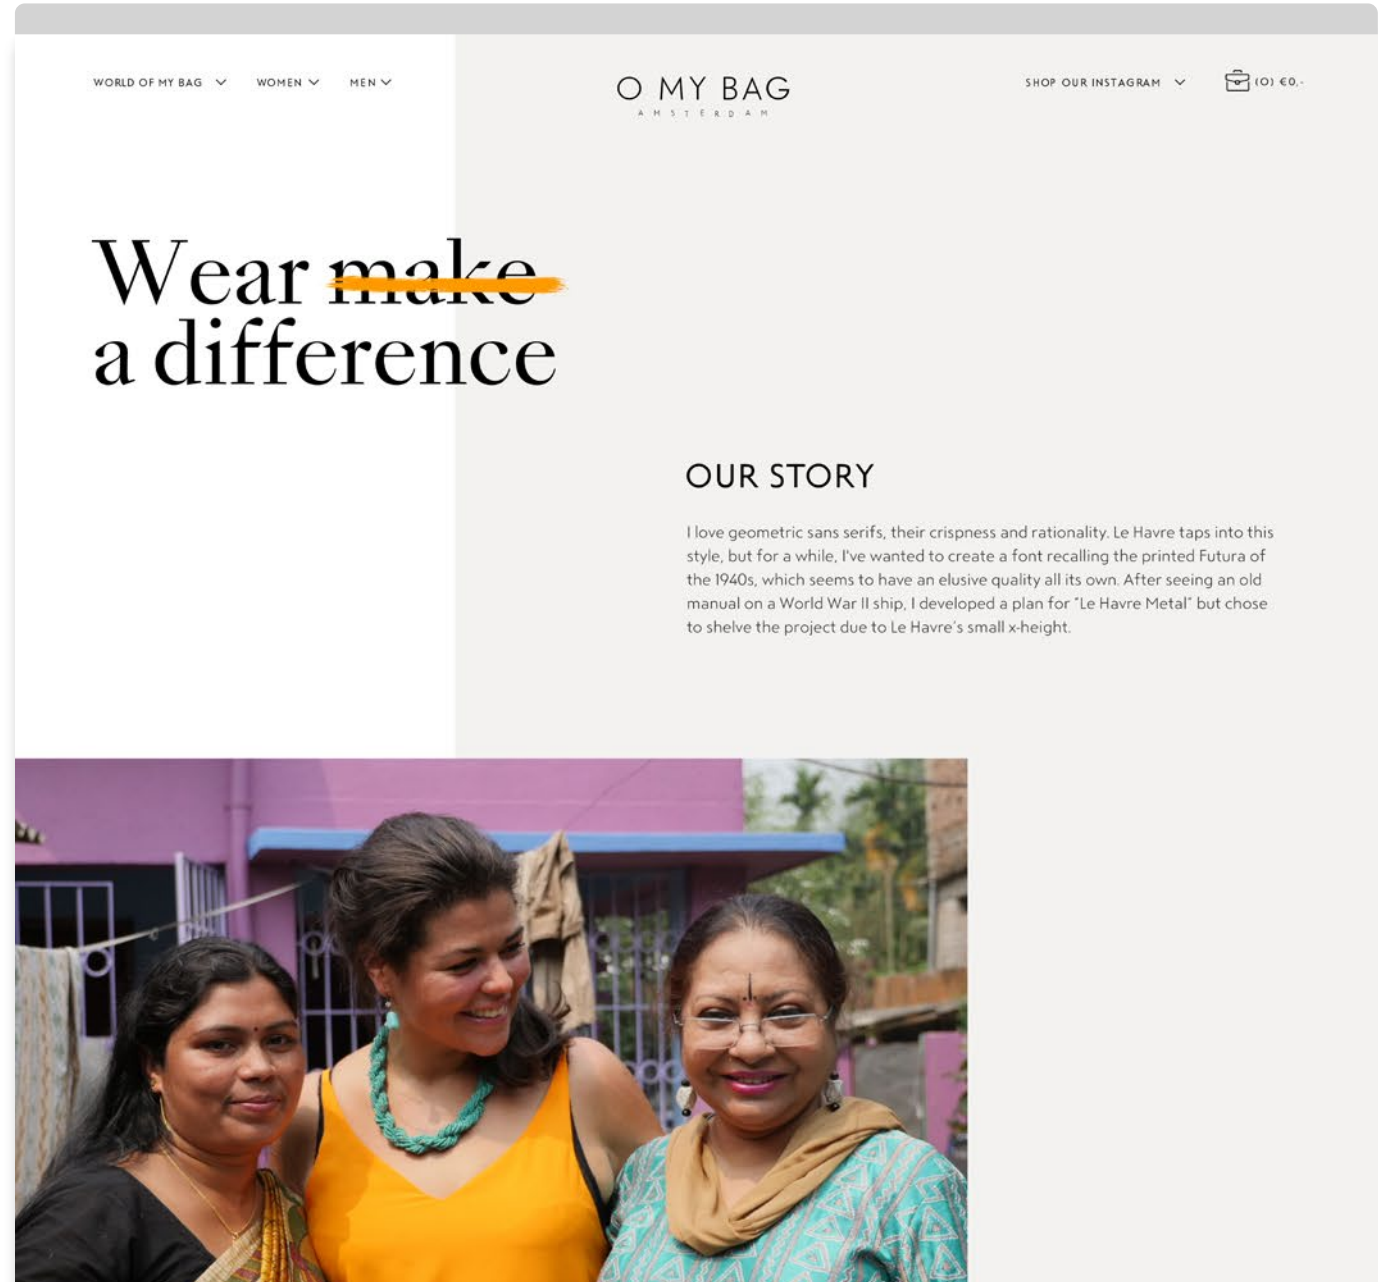 WORLD OF MY BAG WOMEN MEN
O MY BAG
AMSTERDAM
SHOP OUR INSTAGRAM (0) €0,-
Wear make
a difference
OUR STORY
I love geometric sans serifs, their crispness and rationality. Le Havre taps into this
style, but for a while, I've wanted to create a font recalling the printed Futura of
the 1940s, which seems to have an elusive quality all its own. After seeing an old
manual on a World War II ship, I developed a plan for "Le Havre Metal" but chose
to shelve the project due to Le Havre's small x-height.